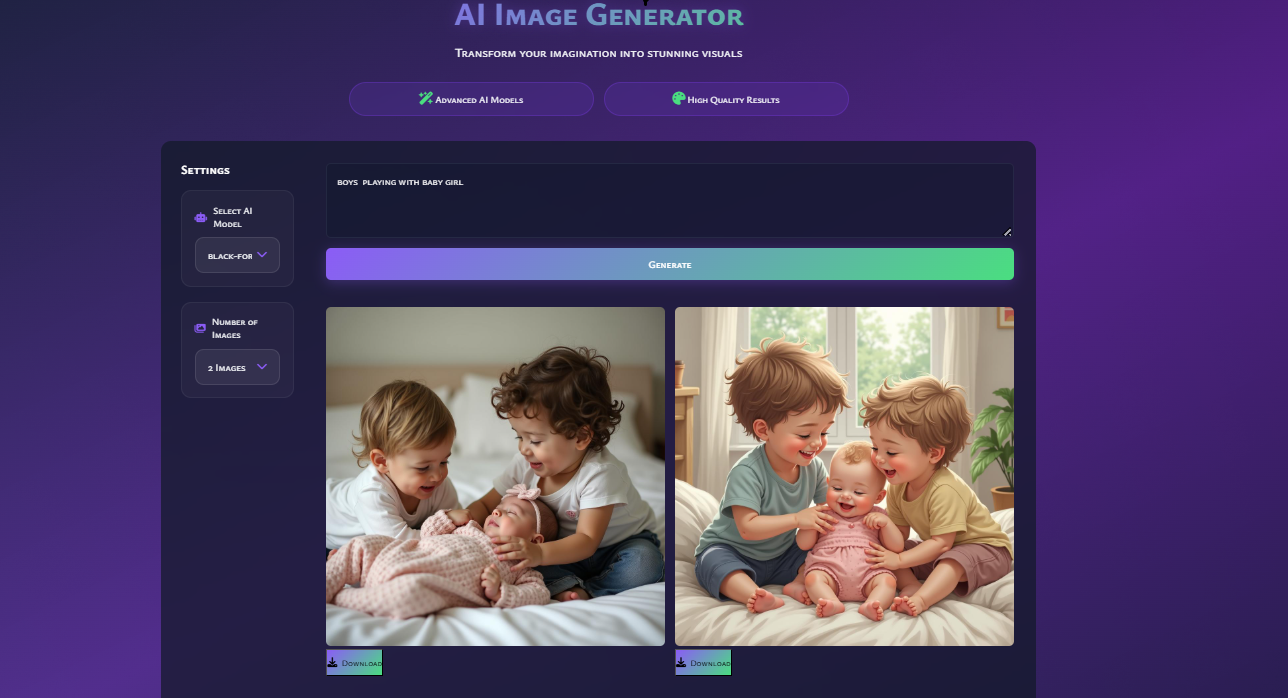 AI Image Generator
Transform your imagination into stunning visuals
Advanced AI Models
High Quality Results
Settings
Select AI
Model
black-for
Number of
Images
2 Images
boys playing with baby girl
Generate
Download
Download